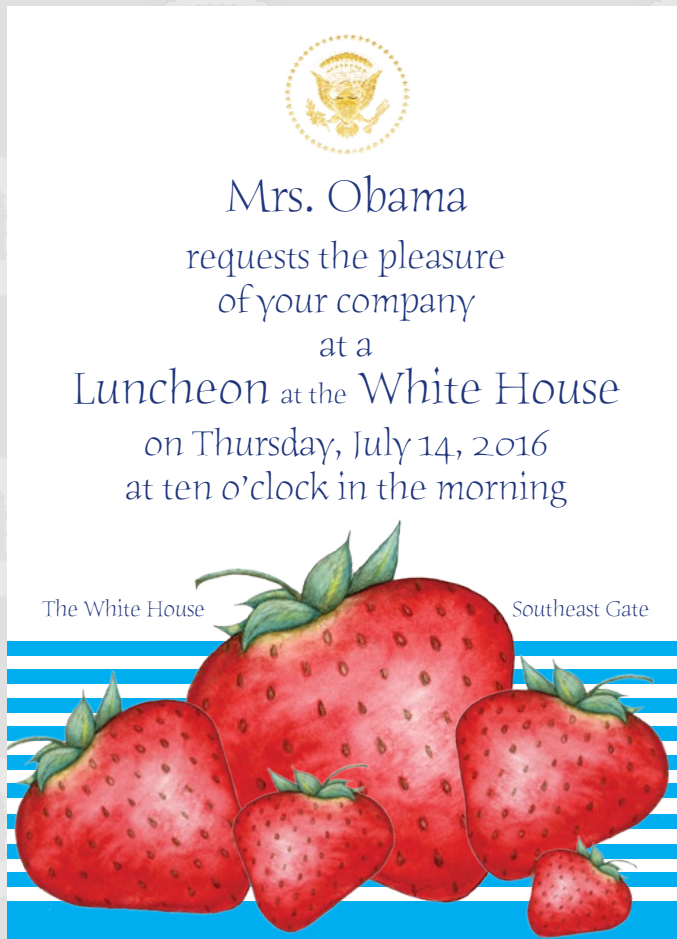 Mrs. Obama
requests the pleasure
of your company
at a
Luncheon at the White House
on Thursday, July 14, 2016
at ten o’clock in the morning
The White House
Southeast Gate